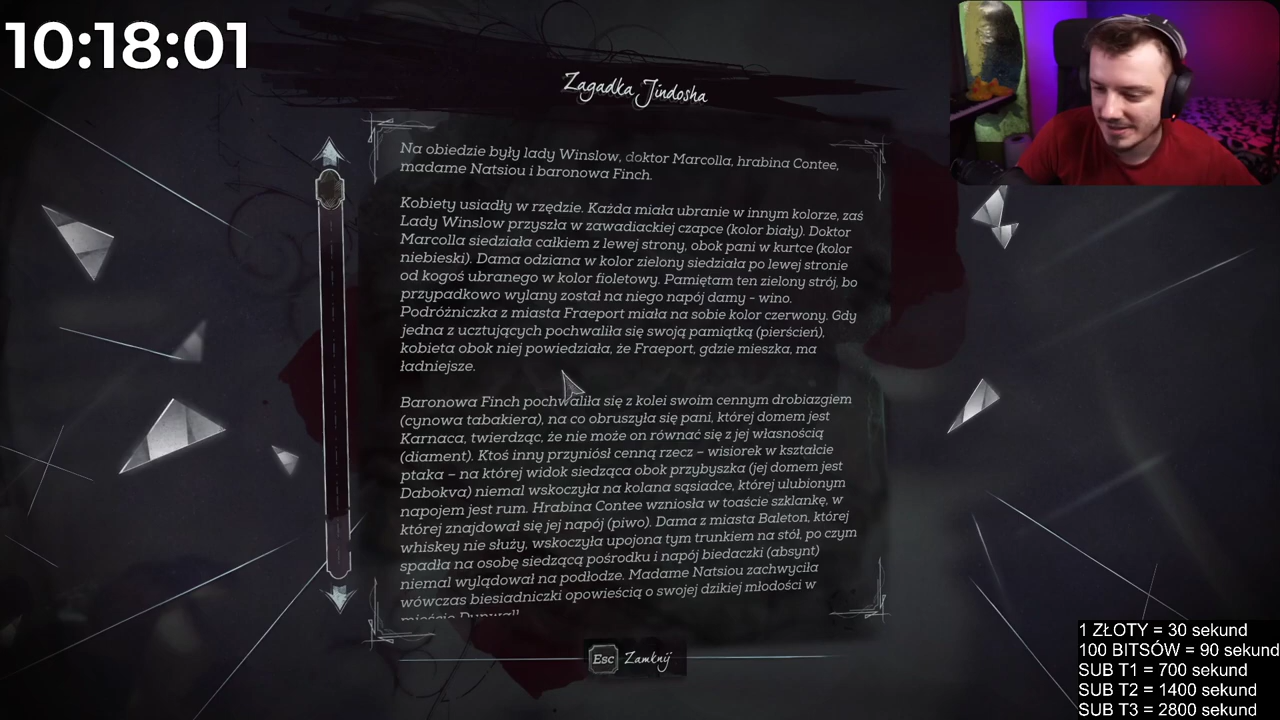 10:18:01
Zagadka Jindosha
Na obiedzie były lady Winslow, doktor Marcolla, hrabina Contee,
madame Natsiou i baronowa Finch.
Kobiety usiadły w rzędzie. Każda miała ubranie w innym kolorze, zaś
Lady Winslow przyszła w zawadiackiej czapce (kolor biały). Doktor
Marcolla siedziała całkiem z lewej strony, obok pani w kurtce (kolor
niebieski). Dama odziana w kolor zielony siedziała po lewej stronie
od kogoś ubranego w kolor fioletowy. Pamiętam ten zielony strój, bo
przypadkowo wylany został na niego napój damy - wino.
Podróżniczka z miasta Fraeport miała na sobie kolor czerwony. Gdy
jedna z ucztujących pochwaliła się swoją pamiątką (pierścień),
kobieta obok niej powiedziała, że Fraeport, gdzie mieszka, ma
ładniejsze.
Baronowa Finch pochwaliła się z kolei swoim cennym drobiazgiem
(cynowa tabakiera), na co obruszyła się pani, której domem jest
Karnaca, twierdząc, że nie może on równać się z jej własnością
(diament). Ktoś inny przyniósł cenną rzecz – wisiorek w kształcie
ptaka – na której widok siedząca obok przybyszka (jej domem jest
Dabokva) niemal wskoczyła na kolana sąsiadce, której ulubionym
napojem jest rum. Hrabina Contee wzniosła w toaście szklankę, w
której znajdował się jej napój (piwo). Dama z miasta Baleton, której
whiskey nie służy, wskoczyła upojona tym trunkiem na stół, po czym
spadła na osobę siedzącą pośrodku i napój biedaczki (absynt)
niemal wylądował na podłodze. Madame Natsiou zachwyciła
wówczas biesiadniczki opowieścią o swojej dzikiej młodości w
mieście Dunwall
Esc Zamknij
1 ZŁOTY = 30 sekund
100 BITSÓW = 90 sekund
SUB T1 = 700 sekund
SUB T2 = 1400 sekund
SUB T3 = 2800 sekund